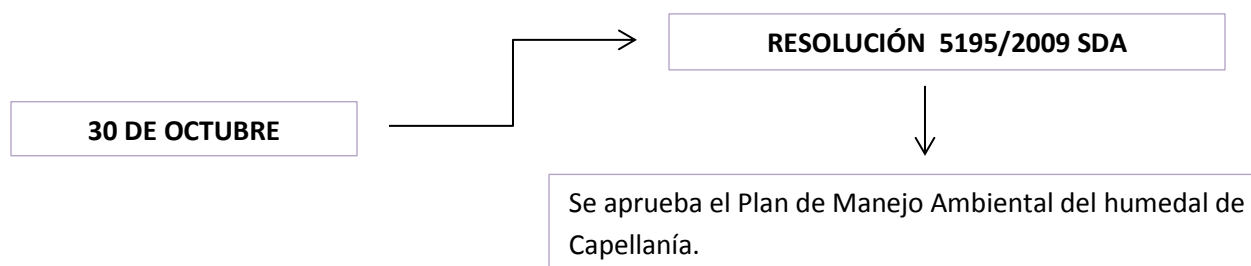 RESOLUCIÓN 5195/2009 SDA
30 DE OCTUBRE
Se aprueba el Plan de Manejo Ambiental del humedal de
Capellanía.